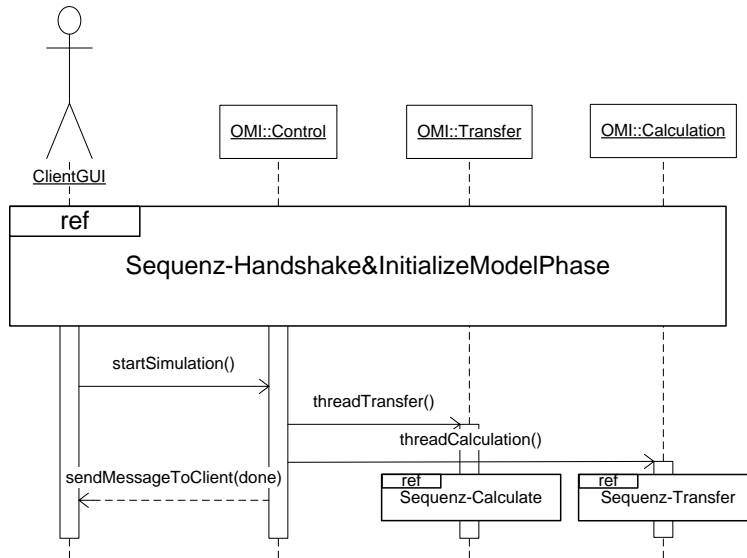 OMI::Control
OMI::Transfer
OMI::Calculation
ClientGUI
ref
Sequenz-Handshake&InitializeModelPhase
startSimulation()
threadTransfer()
threadCalculation()
sendMessageToClient(done)
ref
Sequenz-Calculate
ref
Sequenz-Transfer